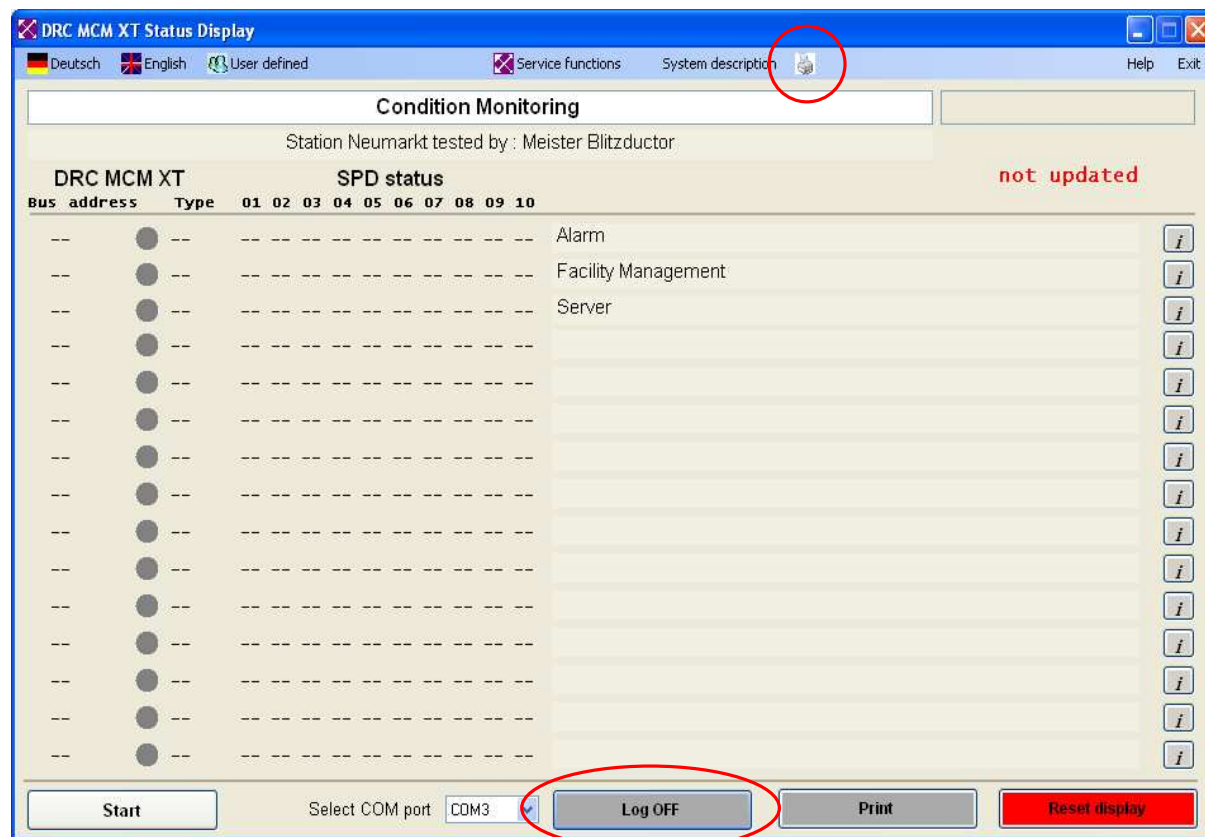 DRC MCM XT Status Display
Deutsch English User defined Service functions System description Help Exit
Condition Monitoring
Station Neumarkt tested by : Meister Blitzductor
DRC MCM XT SPD status not updated
Bus address Type 01 02 03 04 05 06 07 08 09 10
-- -- -- -- -- -- -- -- -- -- -- -- Alarm i
-- -- -- -- -- -- -- -- -- -- -- -- Facility Management i
-- -- -- -- -- -- -- -- -- -- -- -- Server i
-- -- -- -- -- -- -- -- -- -- -- -- i
-- -- -- -- -- -- -- -- -- -- -- -- i
-- -- -- -- -- -- -- -- -- -- -- -- i
-- -- -- -- -- -- -- -- -- -- -- -- i
-- -- -- -- -- -- -- -- -- -- -- -- i
-- -- -- -- -- -- -- -- -- -- -- -- i
-- -- -- -- -- -- -- -- -- -- -- -- i
-- -- -- -- -- -- -- -- -- -- -- -- i
-- -- -- -- -- -- -- -- -- -- -- -- i
-- -- -- -- -- -- -- -- -- -- -- -- i
-- -- -- -- -- -- -- -- -- -- -- -- i
-- -- -- -- -- -- -- -- -- -- -- -- i
Start Select COM port COM3 Log OFF Print Reset display